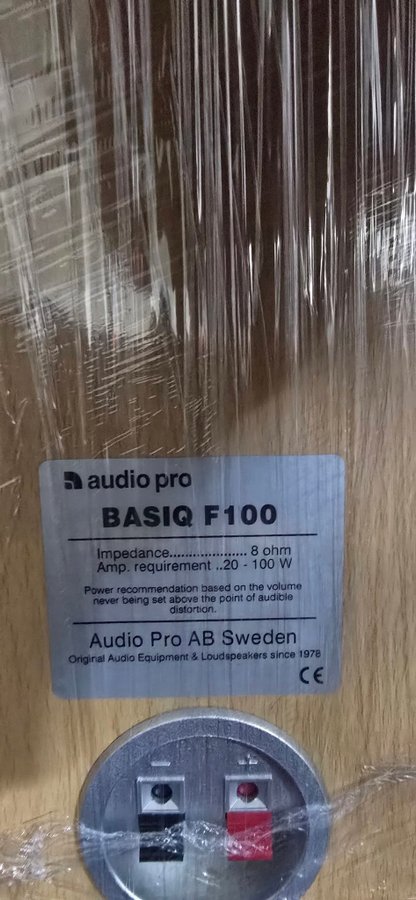 audio pro
BASIQ F100
Impedance.................... 8 ohm
Amp. requirement ..20 - 100 W
Power recommendation based on the volume
never being set above the point of audible
distortion.
Audio Pro AB Sweden
Original Audio Equipment & Loudspeakers since 1978
CE
- +